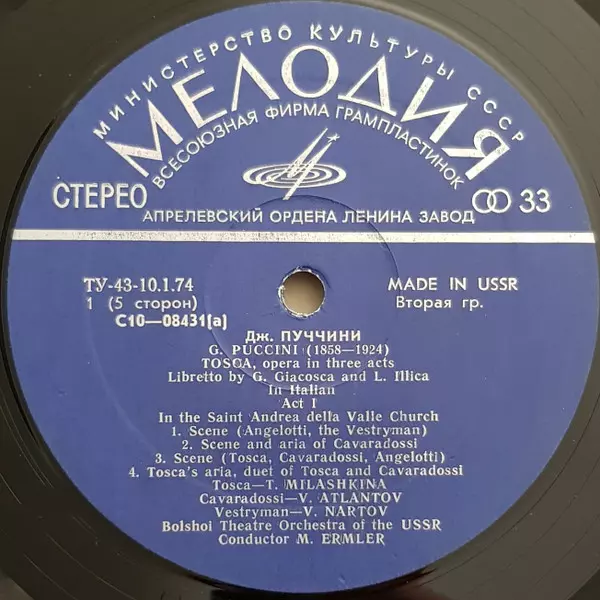 МИНИСТЕРСТВО КУЛЬТУРЫ СССР
МЕЛОДИЯ
ВСЕСОЮЗНАЯ ФИРМА ГРАМПЛАСТИНОК
СТЕРЕО 33
АПРЕЛЕВСКИЙ ОРДЕНА ЛЕНИНА ЗАВОД
ТУ-43-10.1.74 MADE IN USSR
1 (5 сторон) Вторая гр.
С10—08431(а)
Дж. ПУЧЧИНИ
G. PUCCINI (1858—1924)
TOSCA, opera in three acts
Libretto by G. Giacosca and L. Illica
In Italian
Act I
In the Saint Andrea della Valle Church
1. Scene (Angelotti, the Vestryman)
2. Scene and aria of Cavaradossi
3. Scene (Tosca, Cavaradossi, Angelotti)
4. Tosca's aria, duet of Tosca and Cavaradossi
Tosca—T. MILASHKINA
Cavaradossi—V. ATLANTOV
Vestryman—V. NARTOV
Bolshoi Theatre Orchestra of the USSR
Conductor M. ERMLER